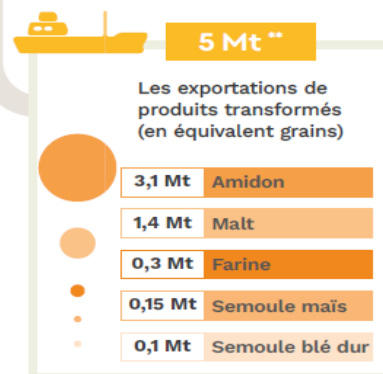 5 Mt **
Les exportations de
produits transformés
(en équivalent grains)
3,1 Mt Amidon
1,4 Mt Malt
0,3 Mt Farine
0,15 Mt Semoule maïs
0,1 Mt Semoule blé dur